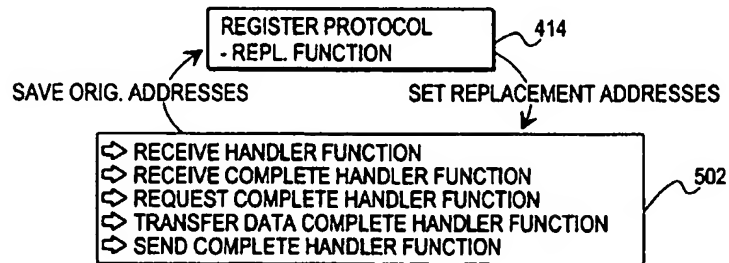 REGISTER PROTOCOL
- REPL. FUNCTION
414
SAVE ORIG. ADDRESSES
SET REPLACEMENT ADDRESSES
⇨ RECEIVE HANDLER FUNCTION
⇨ RECEIVE COMPLETE HANDLER FUNCTION
⇨ REQUEST COMPLETE HANDLER FUNCTION
⇨ TRANSFER DATA COMPLETE HANDLER FUNCTION
⇨ SEND COMPLETE HANDLER FUNCTION
502